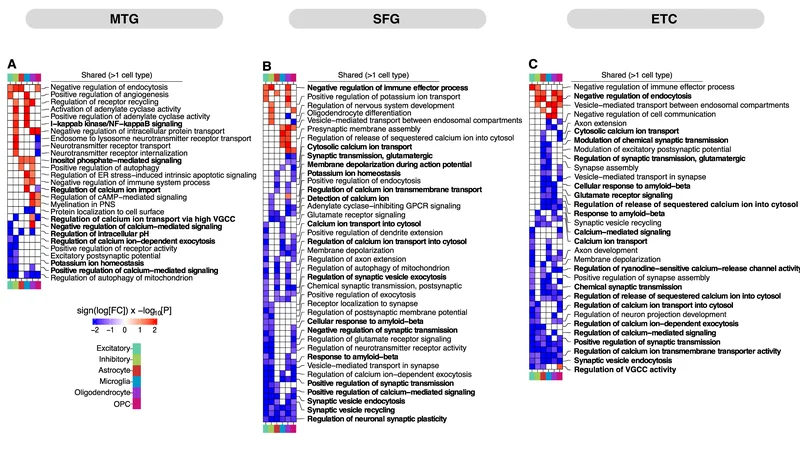 MTG
SFG
ETC
A
Shared (>1 cell type)
Negative regulation of endocytosis
Positive regulation of angiogenesis
Regulation of receptor recycling
Activation of adenylate cyclase activity
Positive regulation of adenylate cyclase activity
I−kappab kinase/NF−kappaB signaling
Negative regulation of intracellular protein transport
Endosome to lysosome neurotransmitter receptor transport
Neurotransmitter receptor transport
Neurotransmitter receptor internalization
Inositol phosphate−mediated signaling
Positive regulation of autophagy
Regulation of ER stress−induced intrinsic apoptotic signaling
Negative regulation of immune system process
Regulation of calcium ion import
Regulation of cAMP−mediated signaling
Myelination in PNS
Protein localization to cell surface
Regulation of calcium ion transport via high VGCC
Negative regulation of calcium−mediated signaling
Regulation of intracellular pH
Regulation of calcium ion−dependent exocytosis
Positive regulation of receptor activity
Excitatory postsynaptic potential
Potassium ion homeostasis
Positive regulation of calcium−mediated signaling
Regulation of autophagy of mitochondrion
sign(log[FC]) x −log10[P]
−2 −1 0 1 2
Excitatory
Inhibitory
Astrocyte
Microglia
Oligodendrocyte
OPC
B
Shared (>1 cell type)
Negative regulation of immune effector process
Positive regulation of potassium ion transport
Regulation of nervous system development
Oligodendrocyte differentiation
Vesicle−mediated transport between endosomal compartments
Presynaptic membrane assembly
Regulation of release of sequestered calcium ion into cytosol
Cytosolic calcium ion transport
Synaptic transmission, glutamatergic
Membrane depolarization during action potential
Potassium ion homeostasis
Positive regulation of endocytosis
Regulation of calcium ion transmembrane transport
Detection of calcium ion
Adenylate cyclase−inhibiting GPCR signaling
Glutamate receptor signaling
Calcium ion transport into cytosol
Positive regulation of dendrite extension
Regulation of calcium ion transport into cytosol
Membrane depolarization
Regulation of axon extension
Regulation of autophagy of mitochondrion
Regulation of synaptic vesicle exocytosis
Chemical synaptic transmission, postsynaptic
Positive regulation of exocytosis
Receptor localization to synapse
Regulation of postsynaptic membrane potential
Cellular response to amyloid−beta
Negative regulation of synaptic transmission
Regulation of glutamate receptor signaling
Regulation of neurotransmitter receptor activity
Response to amyloid−beta
Vesicle−mediated transport in synapse
Regulation of calcium ion−dependent exocytosis
Positive regulation of synaptic transmission
Positive regulation of calcium−mediated signaling
Synaptic vesicle endocytosis
Synaptic vesicle recycling
Regulation of neuronal synaptic plasticity
C
Shared (>1 cell type)
Negative regulation of immune effector process
Negative regulation of endocytosis
Vesicle−mediated transport between endosomal compartments
Negative regulation of cell communication
Axon extension
Cytosolic calcium ion transport
Modulation of chemical synaptic transmission
Modulation of excitatory postsynaptic potential
Regulation of synaptic transmission, glutamatergic
Synapse assembly
Vesicle−mediated transport in synapse
Cellular response to amyloid−beta
Glutamate receptor signaling
Regulation of release of sequestered calcium ion into cytosol
Response to amyloid−beta
Synaptic vesicle recycling
Calcium−mediated signaling
Calcium ion transport
Axon development
Membrane depolarization
Regulation of ryanodine−sensitive calcium−release channel activity
Positive regulation of synapse assembly
Chemical synaptic transmission
Regulation of release of sequestered calcium ion into cytosol
Regulation of calcium ion transport into cytosol
Regulation of neuron projection development
Regulation of calcium ion−dependent exocytosis
Regulation of calcium−mediated signaling
Positive regulation of synaptic transmission
Regulation of calcium ion transmembrane transporter activity
Synaptic vesicle endocytosis
Regulation of VGCC activity